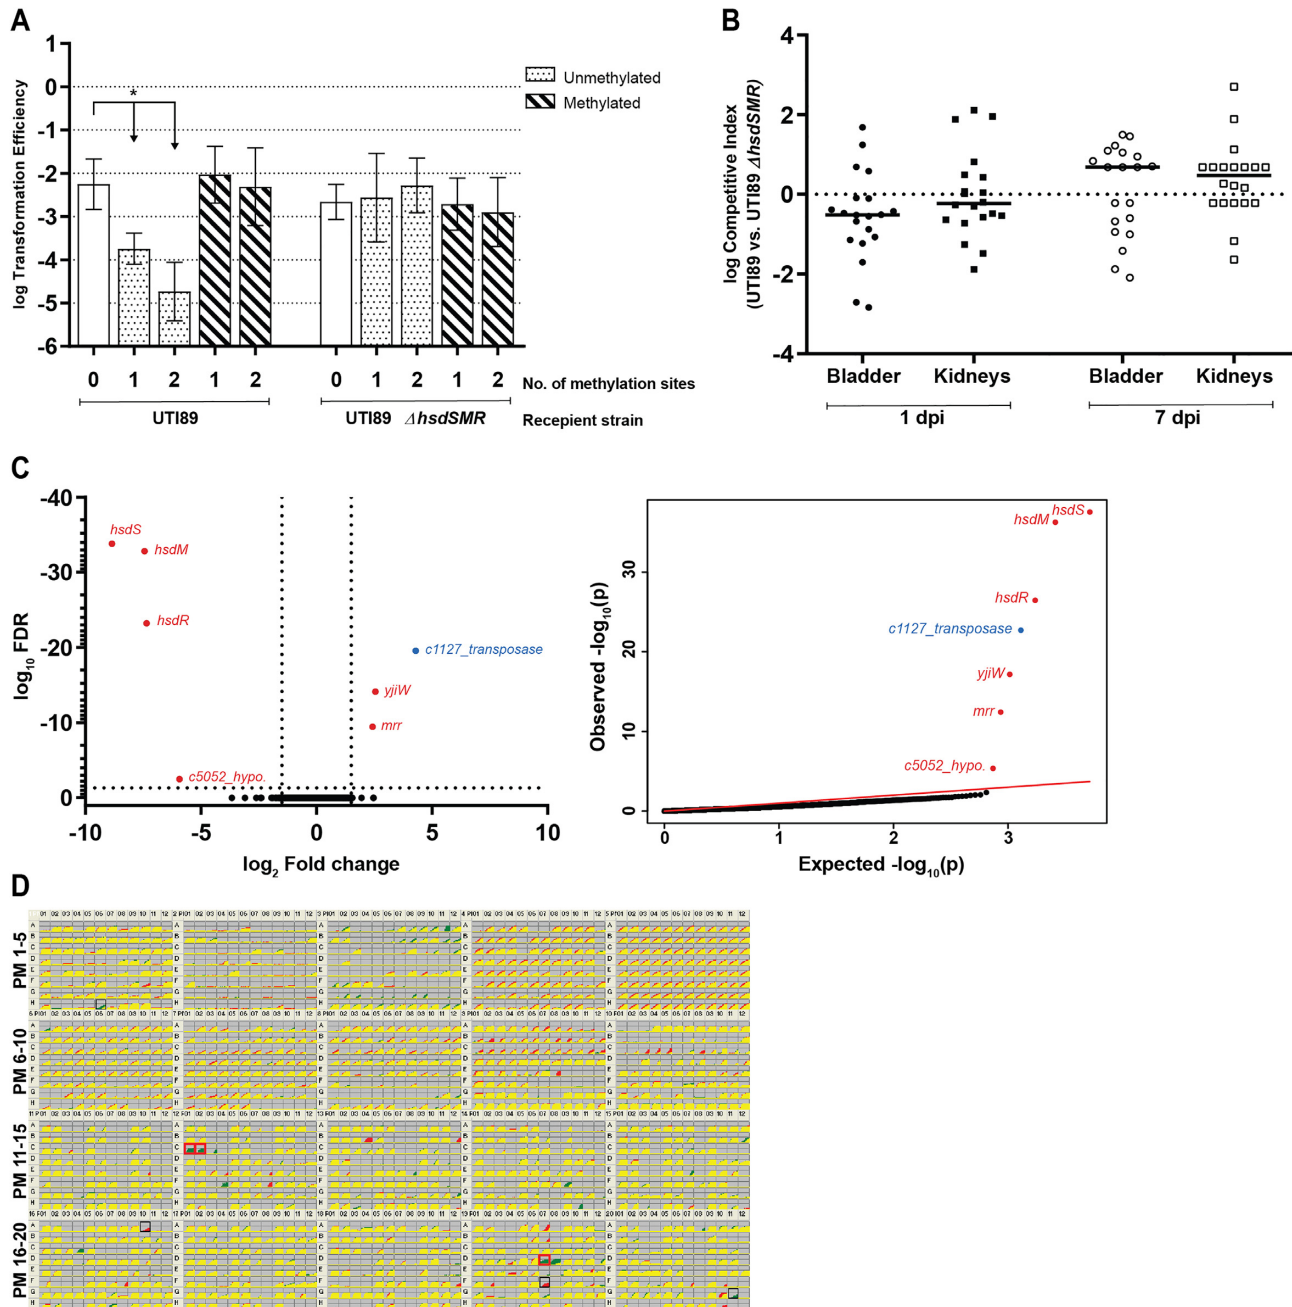 A
log Transformation Efficiency
1
0
-1
-2
-3
-4
-5
-6
*
Unmethylated
Methylated
0 1 2 1 2 0 1 2 1 2
No. of methylation sites
UTI89 UTI89 ΔhsdSMR
Recepient strain
B
log Competitive Index
(UTI89 vs. UTI89 ΔhsdSMR)
4
2
0
-2
-4
Bladder Kidneys Bladder Kidneys
1 dpi 7 dpi
C
log10 FDR
-40
-30
-20
-10
0
hsdS
hsdM
hsdR
c1127_transposase
yjiW
mrr
c5052_hypo.
-10 -5 0 5 10
log2 Fold change
Observed -log10(p)
30
20
10
0
hsdS
hsdM
hsdR
c1127_transposase
yjiW
mrr
c5052_hypo.
0 1 2 3
Expected -log10(p)
D
PM 1-5
PM 6-10
PM 11-15
PM 16-20